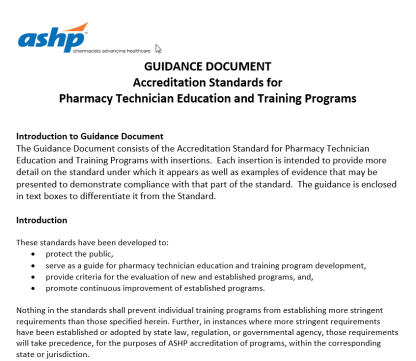 ashp
pharmacists advancing healthcare
GUIDANCE DOCUMENT
Accreditation Standards for
Pharmacy Technician Education and Training Programs
Introduction to Guidance Document
The Guidance Document consists of the Accreditation Standard for Pharmacy Technician
Education and Training Programs with insertions.  Each insertion is intended to provide more
detail on the standard under which it appears as well as examples of evidence that may be
presented to demonstrate compliance with that part of the standard.  The guidance is enclosed
in text boxes to differentiate it from the Standard.
Introduction
These standards have been developed to:
• protect the public,
• serve as a guide for pharmacy technician education and training program development,
• provide criteria for the evaluation of new and established programs, and,
• promote continuous improvement of established programs.
Nothing in the standards shall prevent individual training programs from establishing more stringent
requirements than those specified herein. Further, in instances where more stringent requirements
have been established or adopted by state law, regulation, or governmental agency, those requirements
will take precedence, for the purposes of ASHP accreditation of programs, within the corresponding
state or jurisdiction.